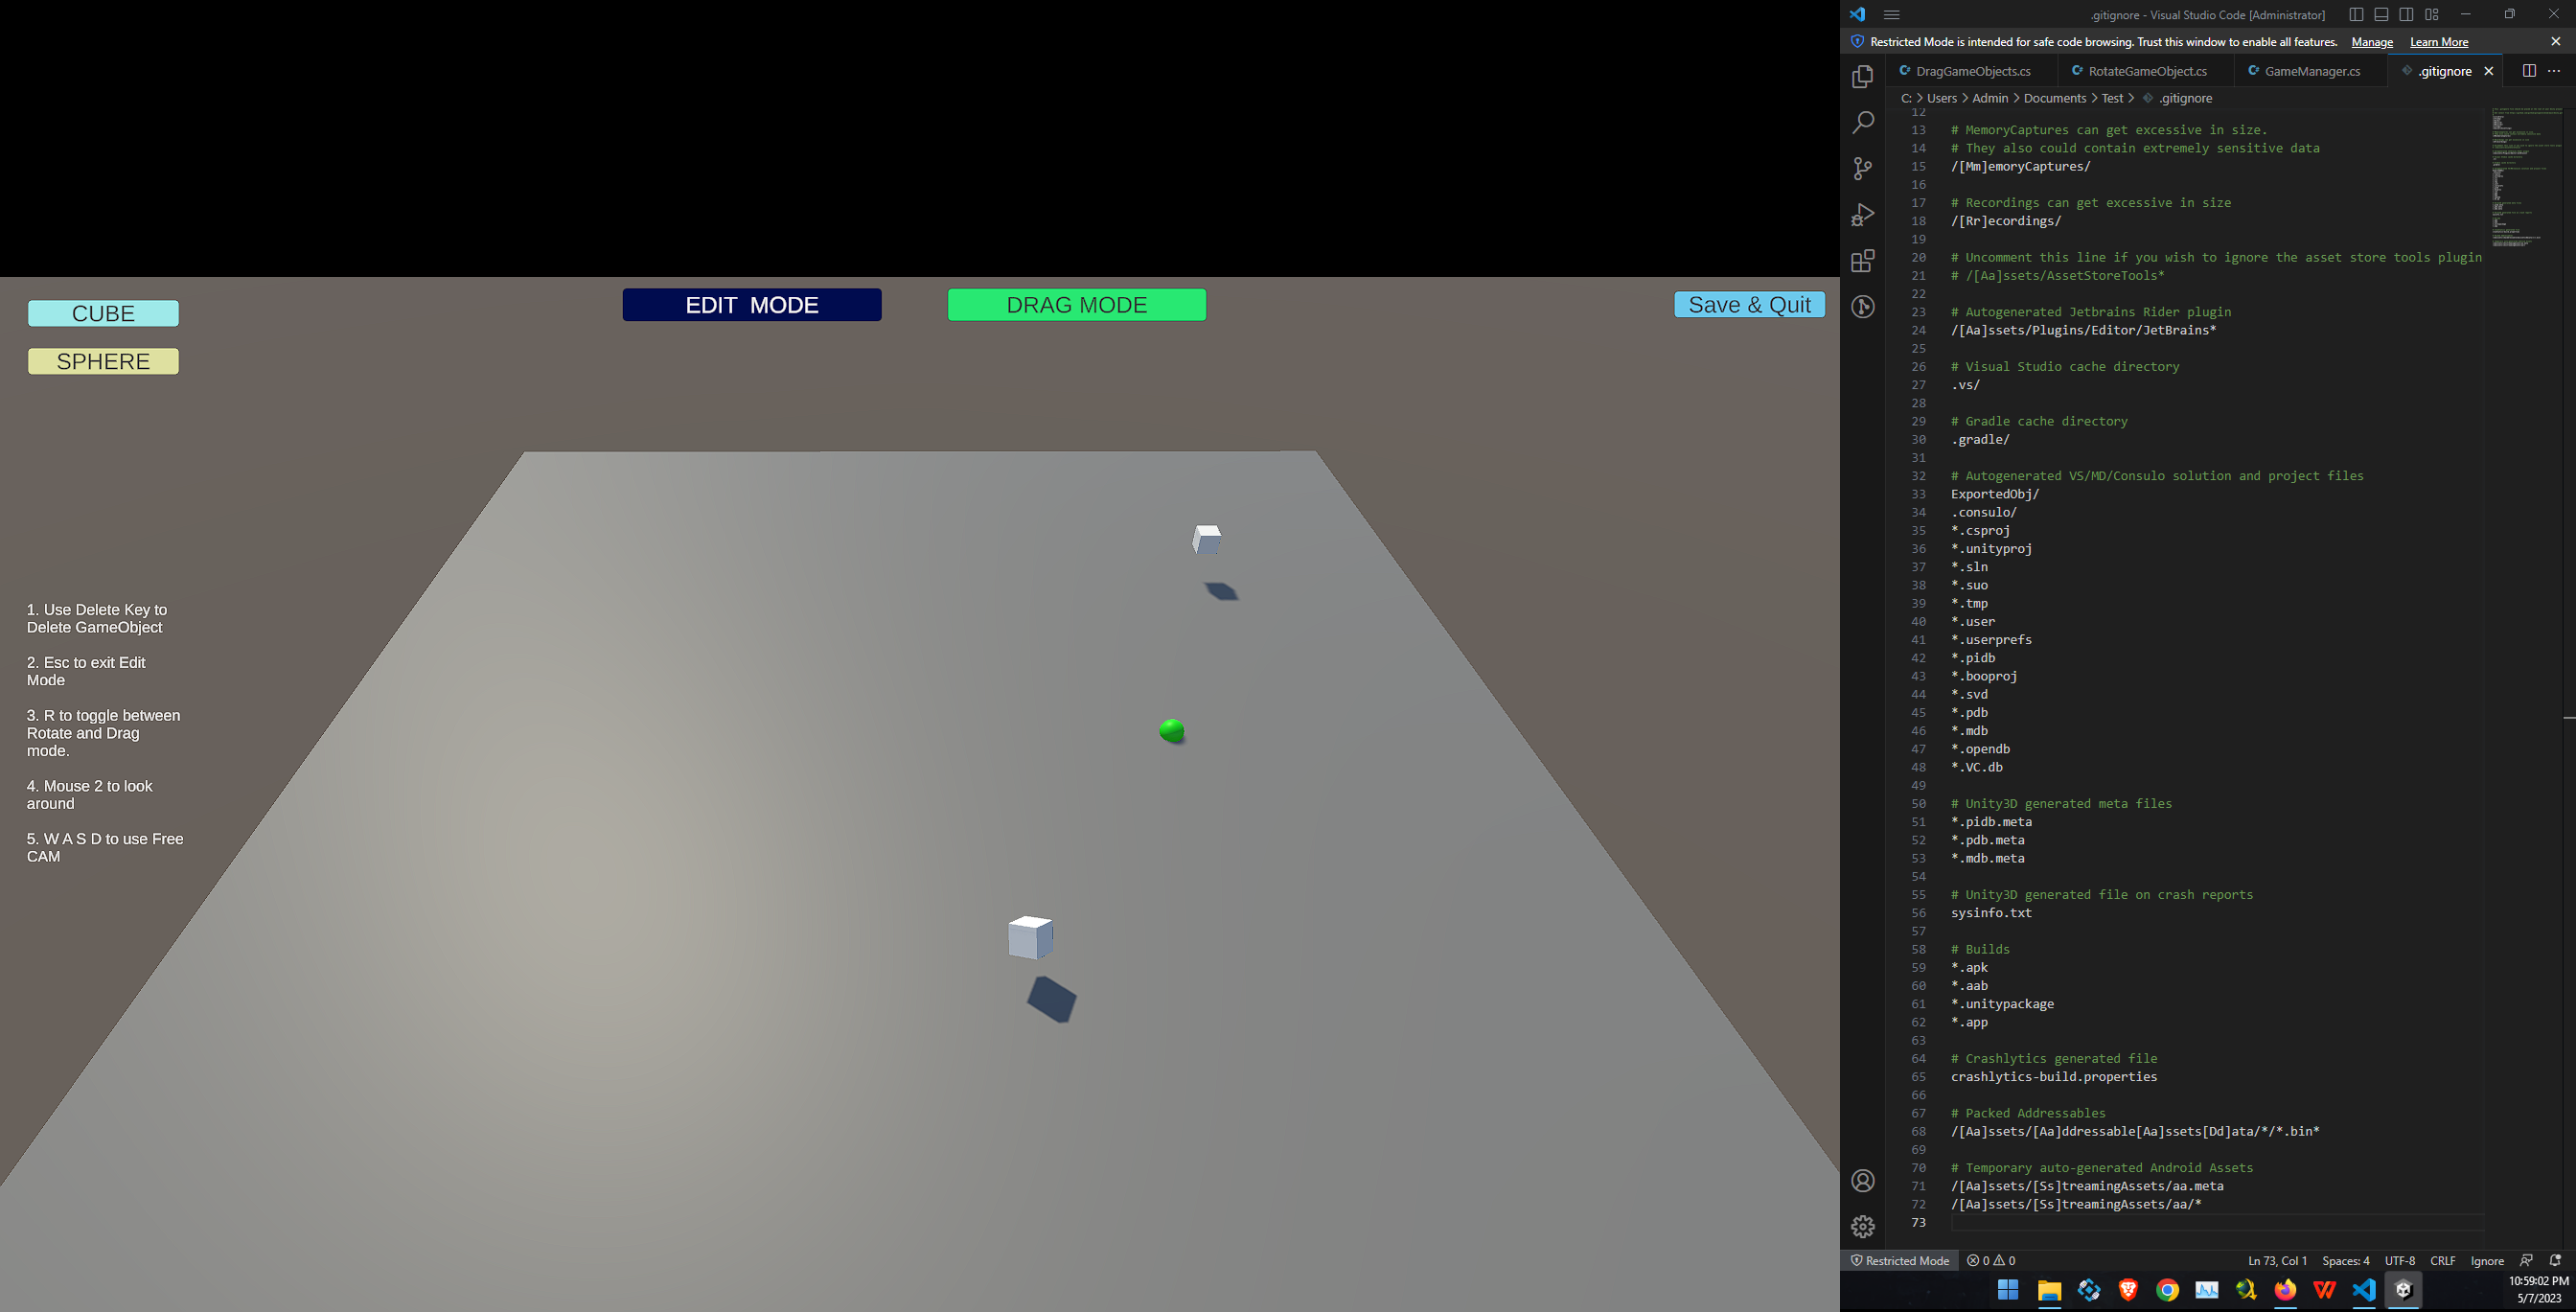 CUBE
SPHERE
EDIT MODE
DRAG MODE
Save & Quit
1. Use Delete Key to
Delete GameObject
2. Esc to exit Edit
Mode
3. R to toggle between
Rotate and Drag
mode.
4. Mouse 2 to look
around
5. W A S D to use Free
CAM
.gitignore - Visual Studio Code [Administrator]
Restricted Mode is intended for safe code browsing. Trust this window to enable all features. Manage Learn More
DragGameObjects.cs
RotateGameObject.cs
GameManager.cs
.gitignore
C: > Users > Admin > Documents > Test > .gitignore
12
13 # MemoryCaptures can get excessive in size.
14 # They also could contain extremely sensitive data
15 /[Mm]emoryCaptures/
16
17 # Recordings can get excessive in size
18 /[Rr]ecordings/
19
20 # Uncomment this line if you wish to ignore the asset store tools plugin
21 # /[Aa]ssets/AssetStoreTools*
22
23 # Autogenerated Jetbrains Rider plugin
24 /[Aa]ssets/Plugins/Editor/JetBrains*
25
26 # Visual Studio cache directory
27 .vs/
28
29 # Gradle cache directory
30 .gradle/
31
32 # Autogenerated VS/MD/Consulo solution and project files
33 ExportedObj/
34 .consulo/
35 *.csproj
36 *.unityproj
37 *.sln
38 *.suo
39 *.tmp
40 *.user
41 *.userprefs
42 *.pidb
43 *.booproj
44 *.svd
45 *.pdb
46 *.mdb
47 *.opendb
48 *.VC.db
49
50 # Unity3D generated meta files
51 *.pidb.meta
52 *.pdb.meta
53 *.mdb.meta
54
55 # Unity3D generated file on crash reports
56 sysinfo.txt
57
58 # Builds
59 *.apk
60 *.aab
61 *.unitypackage
62 *.app
63
64 # Crashlytics generated file
65 crashlytics-build.properties
66
67 # Packed Addressables
68 /[Aa]ssets/[Aa]ddressable[Aa]ssets[Dd]ata/*/*.bin*
69
70 # Temporary auto-generated Android Assets
71 /[Aa]ssets/[Ss]treamingAssets/aa.meta
72 /[Aa]ssets/[Ss]treamingAssets/aa/*
73
Restricted Mode 0 0 Ln 73, Col 1 Spaces: 4 UTF-8 CRLF Ignore
10:59:02 PM
5/7/2023